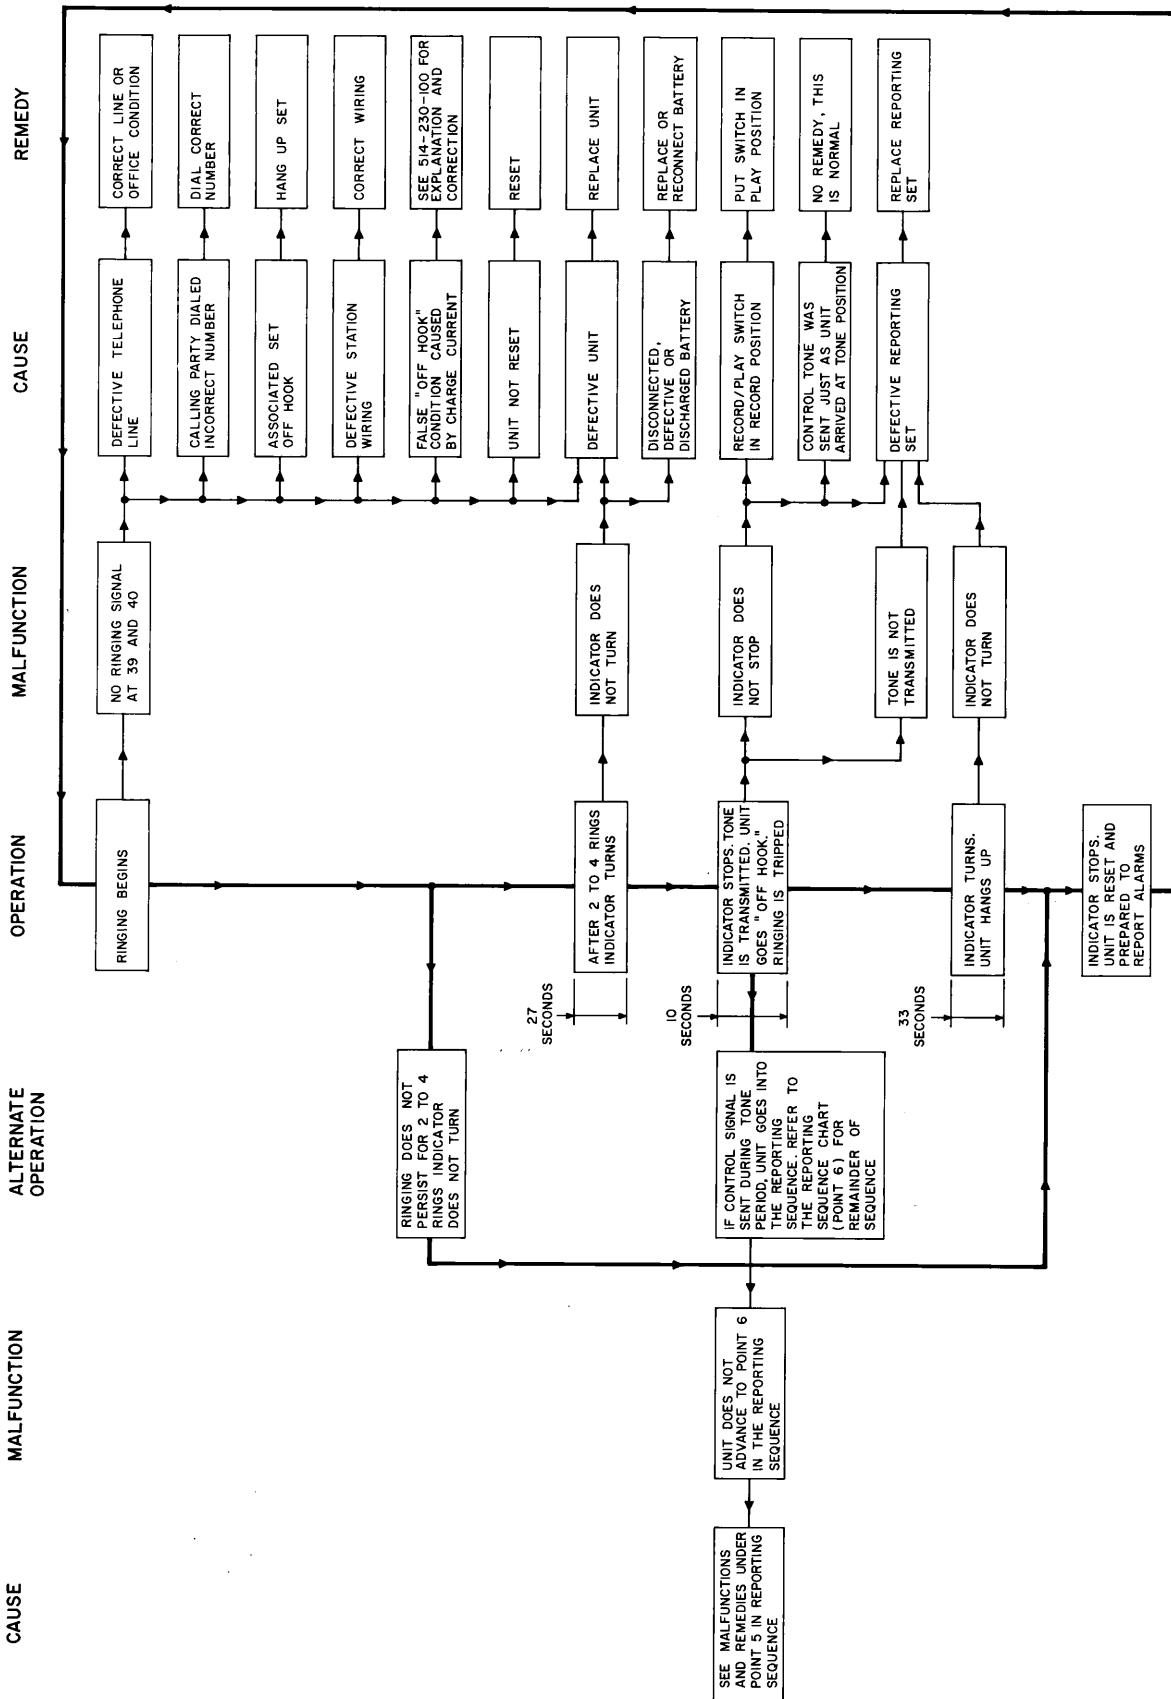 CAUSE
MALFUNCTION
ALTERNATE
OPERATION
OPERATION
MALFUNCTION
CAUSE
REMEDY
RINGING BEGINS
NO RINGING SIGNAL
AT 39 AND 40
DEFECTIVE TELEPHONE
LINE
CORRECT LINE OR
OFFICE CONDITION
CALLING PARTY DIALED
INCORRECT NUMBER
DIAL CORRECT
NUMBER
ASSOCIATED SET
OFF HOOK
HANG UP SET
DEFECTIVE STATION
WIRING
CORRECT WIRING
RINGING DOES NOT
PERSIST FOR 2 TO 4
RINGS INDICATOR
DOES NOT TURN
FALSE "OFF HOOK"
CONDITION CAUSED
BY CHARGE CURRENT
SEE 514-230-100 FOR
EXPLANATION AND
CORRECTION
UNIT NOT RESET
RESET
27
SECONDS
AFTER 2 TO 4 RINGS
INDICATOR TURNS
INDICATOR DOES
NOT TURN
DEFECTIVE UNIT
REPLACE UNIT
DISCONNECTED,
DEFECTIVE OR
DISCHARGED BATTERY
REPLACE OR
RECONNECT BATTERY
SEE MALFUNCTIONS
AND REMEDIES UNDER
POINT 5 IN REPORTING
SEQUENCE
UNIT DOES NOT
ADVANCE TO POINT 6
IN THE REPORTING
SEQUENCE
IF CONTROL SIGNAL IS
SENT DURING TONE
PERIOD, UNIT GOES INTO
THE REPORTING
SEQUENCE. REFER TO
THE REPORTING
SEQUENCE CHART
(POINT 6) FOR
REMAINDER OF
SEQUENCE
10
SECONDS
INDICATOR STOPS. TONE
IS TRANSMITTED. UNIT
GOES "OFF HOOK."
RINGING IS TRIPPED
INDICATOR DOES
NOT STOP
RECORD/PLAY SWITCH
IN RECORD POSITION
PUT SWITCH IN
PLAY POSITION
CONTROL TONE WAS
SENT JUST AS UNIT
ARRIVED AT TONE POSITION
NO REMEDY, THIS
IS NORMAL
TONE IS NOT
TRANSMITTED
DEFECTIVE REPORTING
SET
REPLACE REPORTING
SET
33
SECONDS
INDICATOR TURNS.
UNIT HANGS UP
INDICATOR DOES
NOT TURN
INDICATOR STOPS.
UNIT IS RESET AND
PREPARED TO
REPORT ALARMS